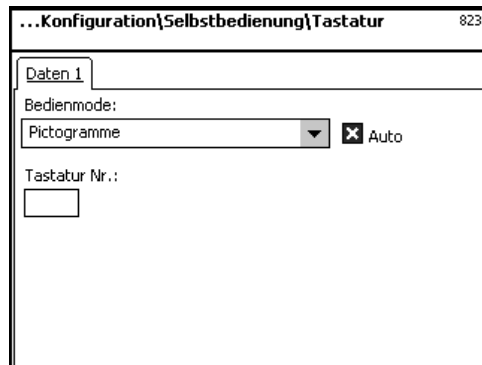 ...Konfiguration\Selbstbedienung\Tastatur 823
Daten 1
Bedienmode:
Pictogramme
Auto
Tastatur Nr.: